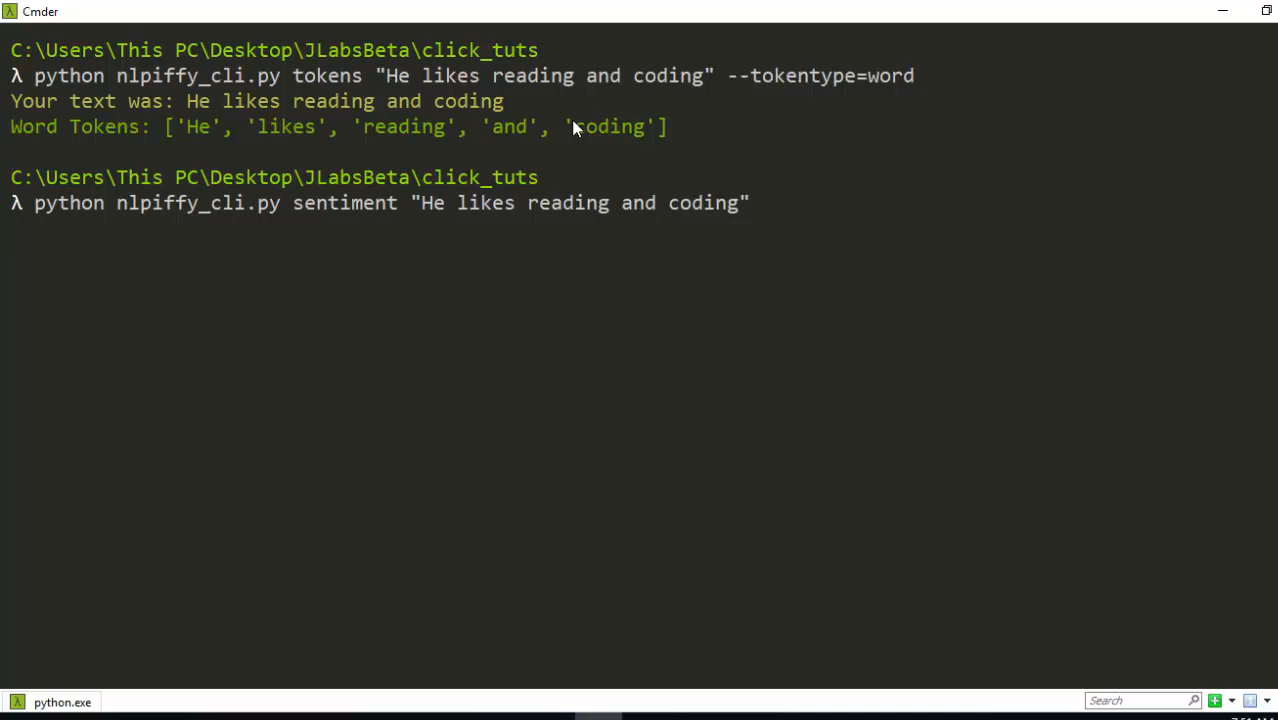 Cmder
C:\Users\This PC\Desktop\JLabsBeta\click_tuts
λ python nlpiffy_cli.py tokens "He likes reading and coding" --tokentype=word
Your text was: He likes reading and coding
Word Tokens: ['He', 'likes', 'reading', 'and', 'coding']
C:\Users\This PC\Desktop\JLabsBeta\click_tuts
λ python nlpiffy_cli.py sentiment "He likes reading and coding"
python.exe
Search